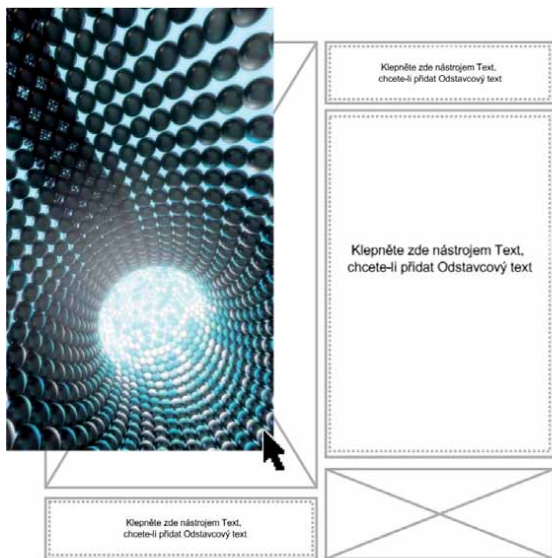 Klepněte zde nástrojem Text,
chcete-li přidat Odstavcový text
Klepněte zde nástrojem Text,
chcete-li přidat Odstavcový text
Klepněte zde nástrojem Text,
chcete-li přidat Odstavcový text